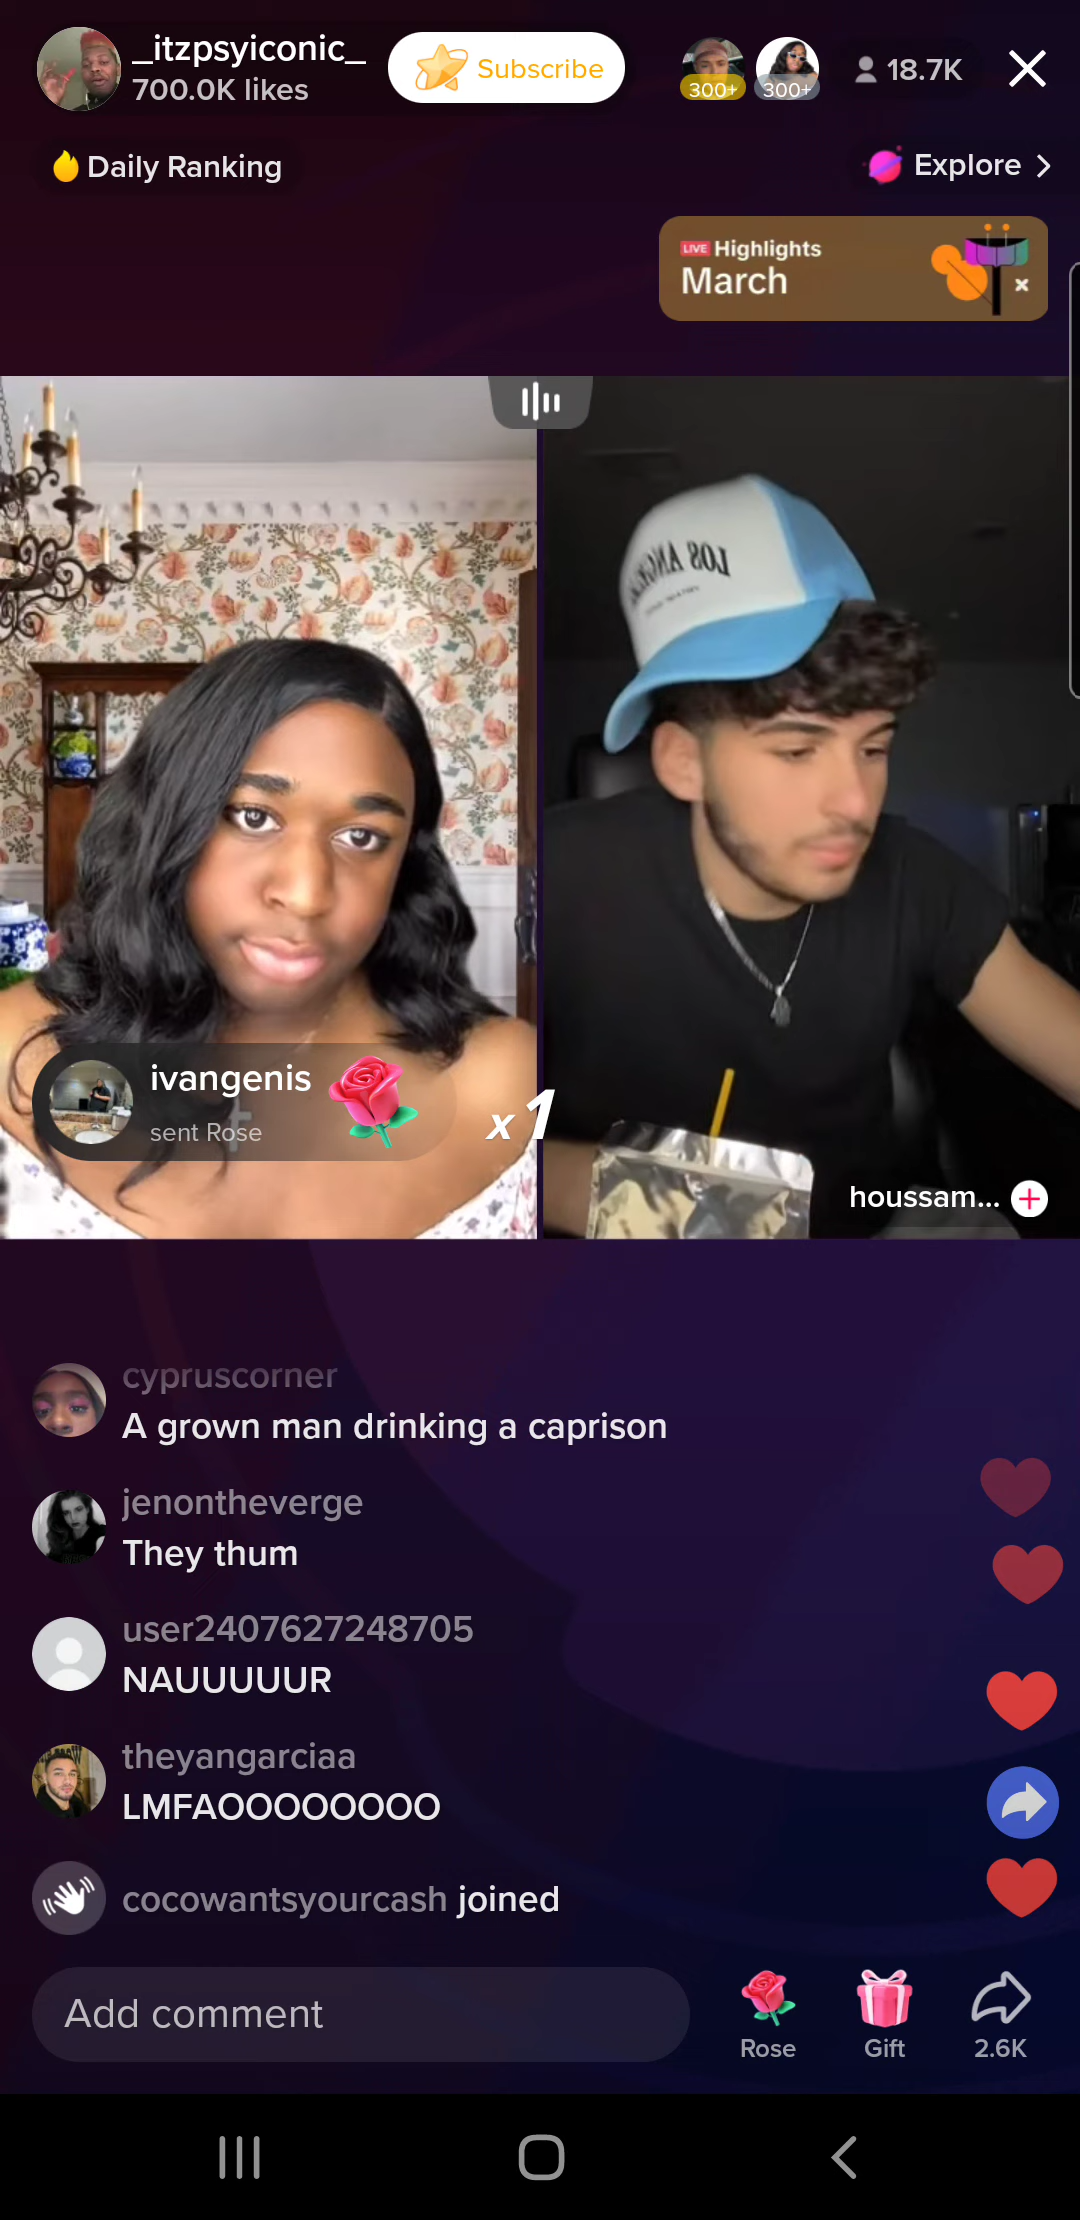 _itzpsyiconic_
700.0K likes
Subscribe
300+
300+
18.7K
Daily Ranking
Explore
LIVE Highlights
March
LOS ANGE
ivangenis
sent Rose
x1
houssam...
cypruscorner
A grown man drinking a caprison
jenontheverge
They thum
user2407627248705
NAUUUUUR
theyangarciaa
LMFAOOOOOOOO
cocowantsyourcash joined
Add comment
Rose
Gift
2.6K